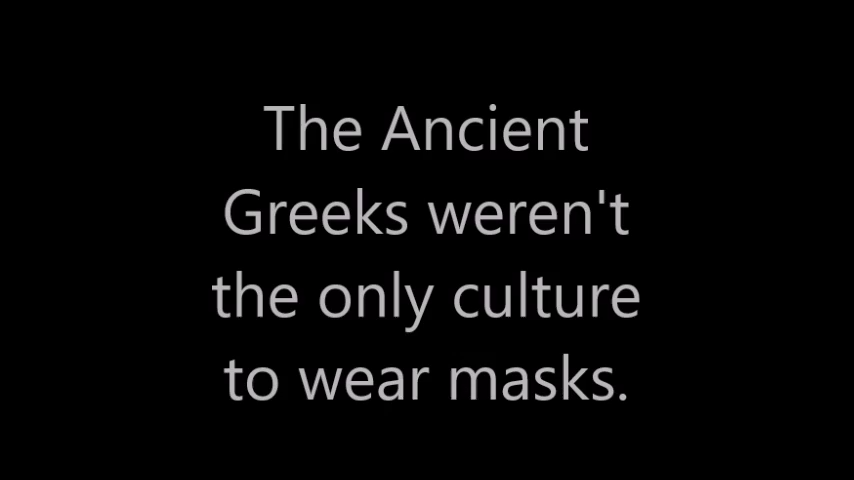 The Ancient
Greeks weren't
the only culture
to wear masks.